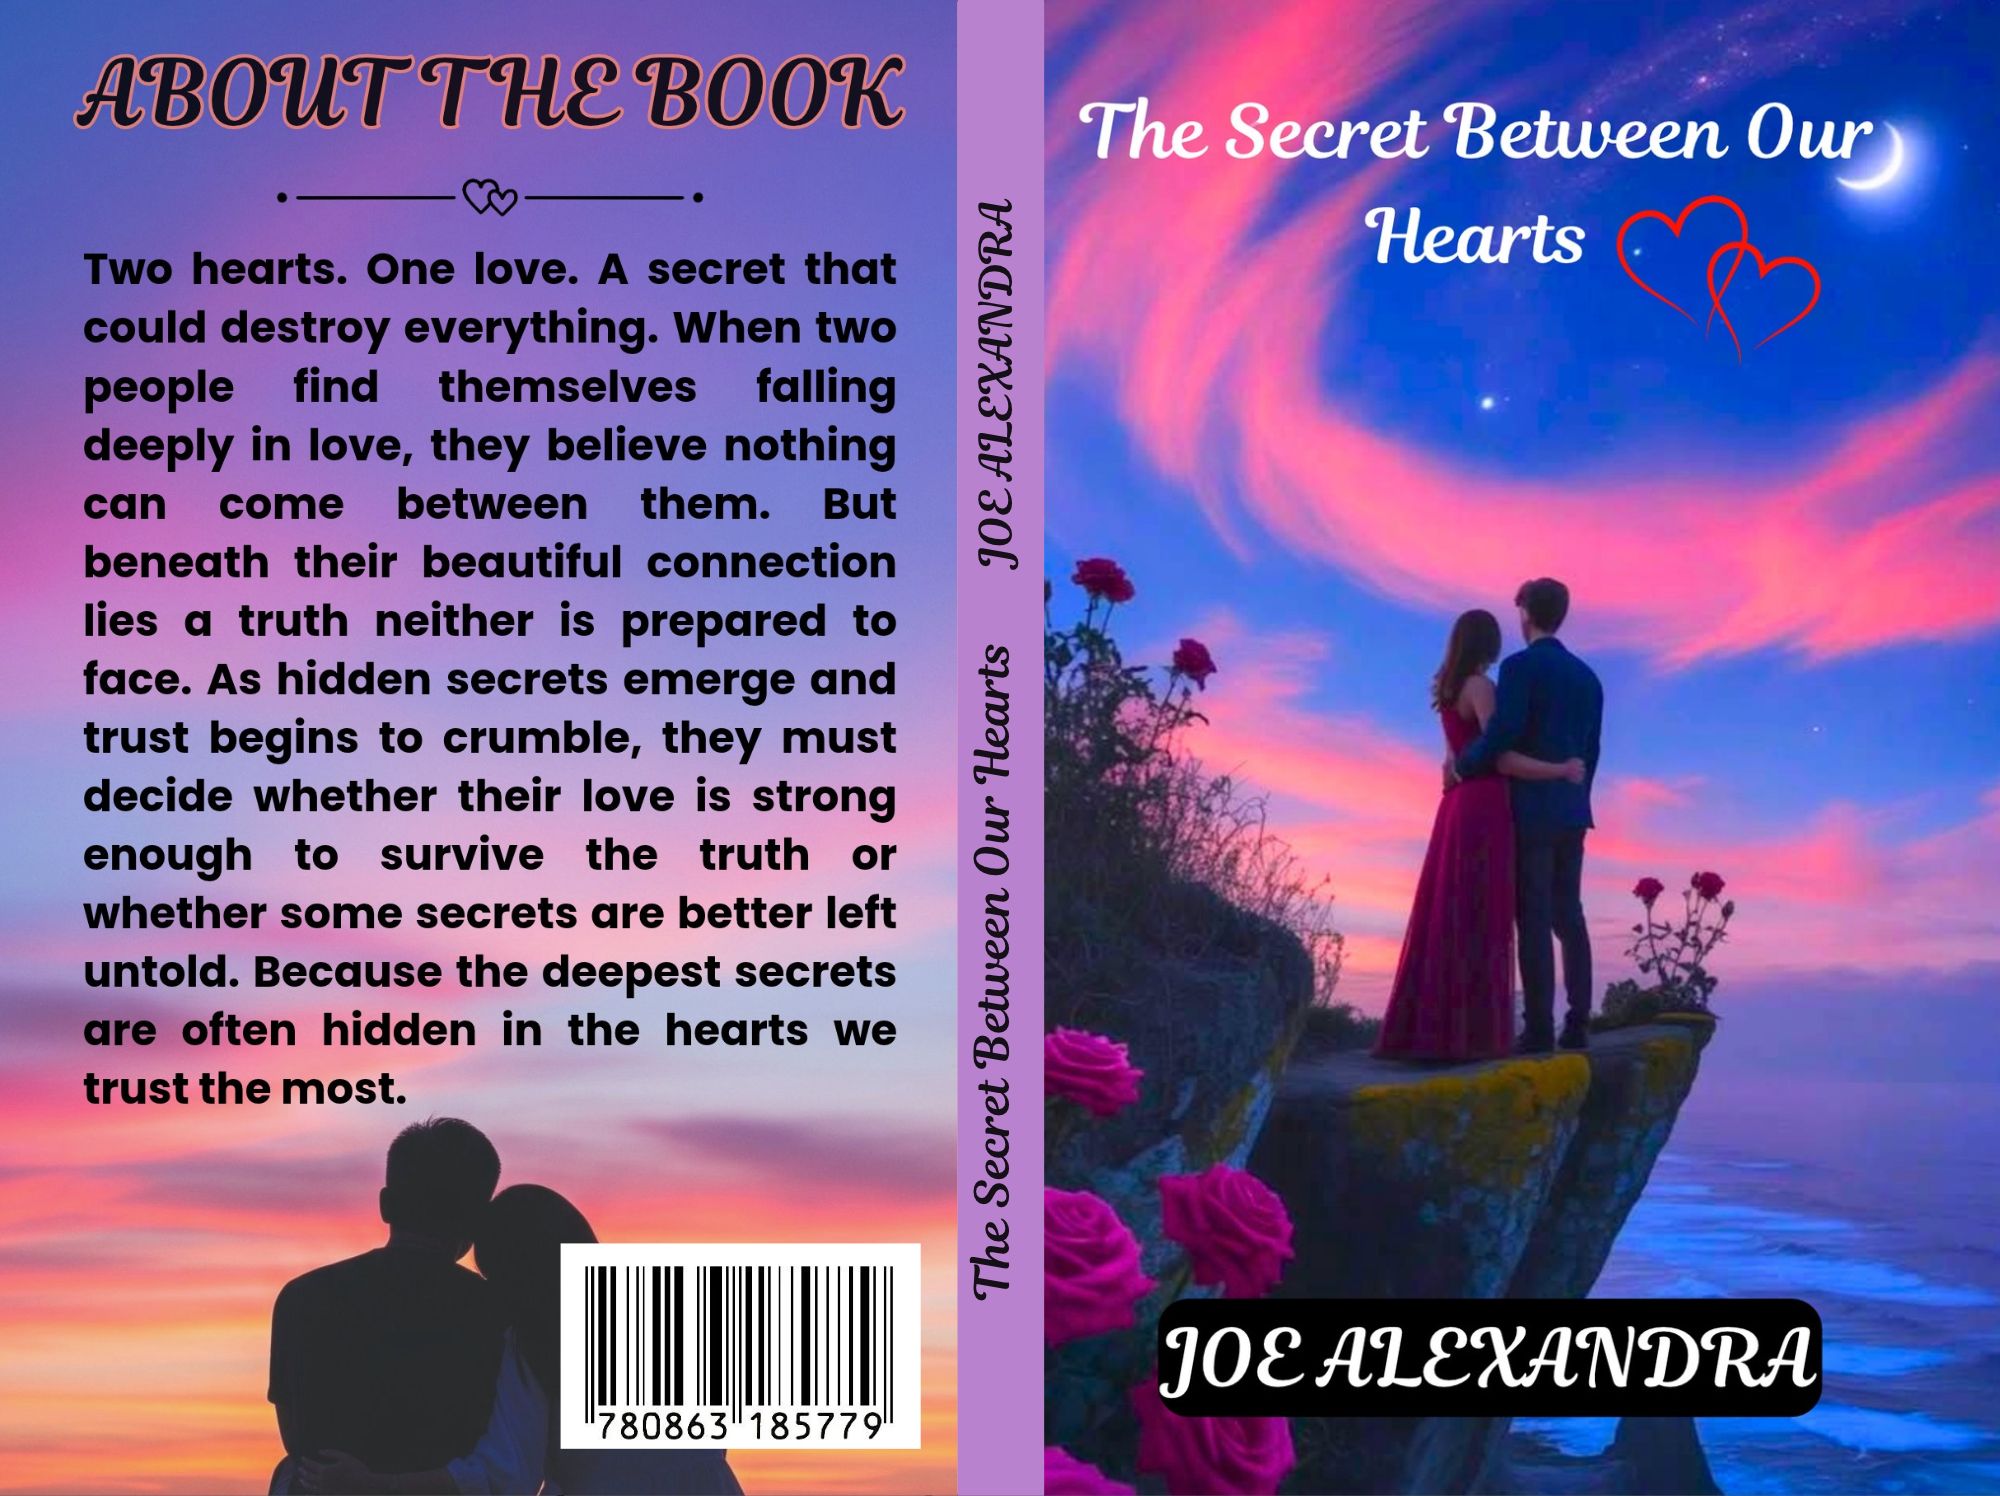 ABOUT THE BOOK
Two hearts. One love. A secret that
could destroy everything. When two
people find themselves falling
deeply in love, they believe nothing
can come between them. But
beneath their beautiful connection
lies a truth neither is prepared to
face. As hidden secrets emerge and
trust begins to crumble, they must
decide whether their love is strong
enough to survive the truth or
whether some secrets are better left
untold. Because the deepest secrets
are often hidden in the hearts we
trust the most.
780863 185779
The Secret Between Our Hearts JOE ALEXANDRA
The Secret Between Our
Hearts
JOE ALEXANDRA